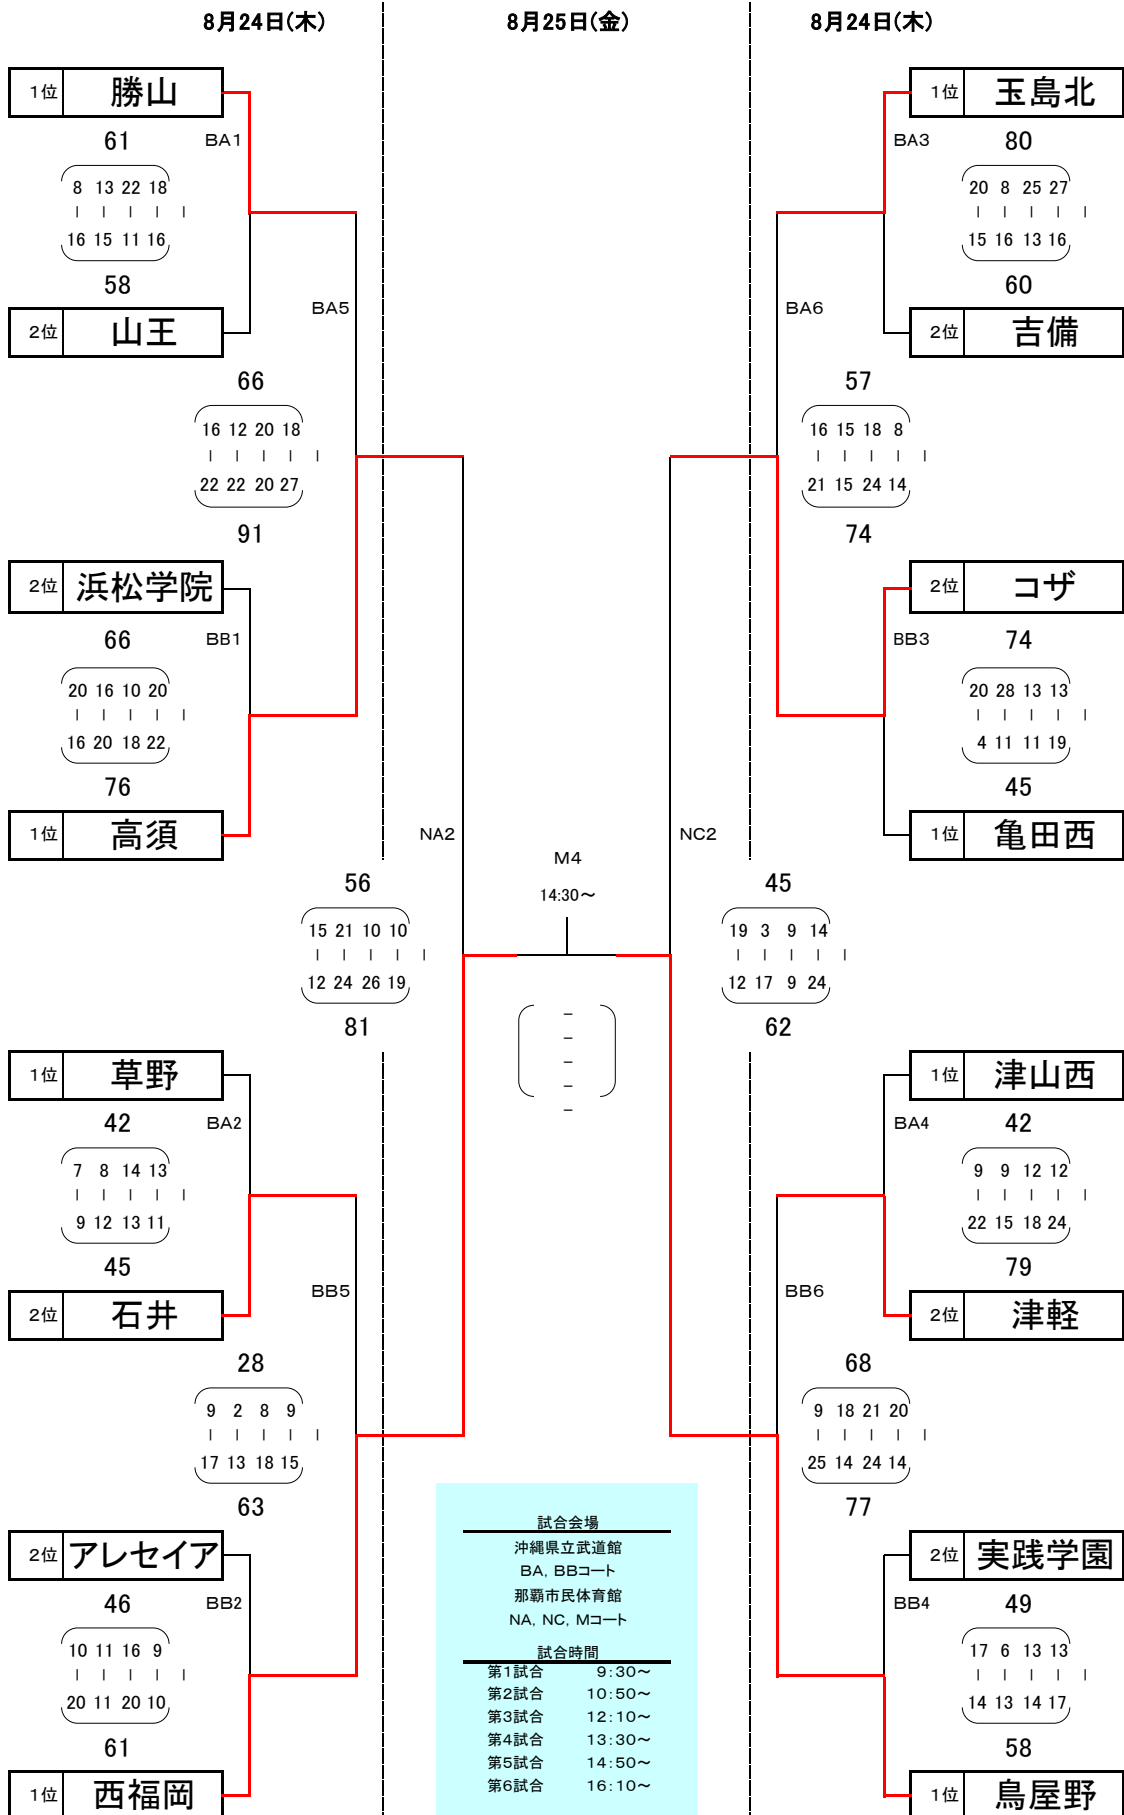 8月24日(木)
8月25日(金)
8月24日(木)
1位 勝山
61
BA1
8 13 22 18
16 15 11 16
58
2位 山王
BA5
66
16 12 20 18
22 22 20 27
91
2位 浜松学院
66
BB1
20 16 10 20
16 20 18 22
76
1位 高須
NA2
56
15 21 10 10
12 24 26 19
81
1位 草野
42
BA2
7 8 14 13
9 12 13 11
45
2位 石井
BB5
28
9 2 8 9
17 13 18 15
63
2位 アレセイア
46
BB2
10 11 16 9
20 11 20 10
61
1位 西福岡
M4
14:30～
1位 玉島北
BA3
80
20 8 25 27
15 16 13 16
60
2位 吉備
BA6
57
16 15 18 8
21 15 24 14
74
2位 コザ
BB3
74
20 28 13 13
4 11 11 19
45
1位 亀田西
NC2
45
19 3 9 14
12 17 9 24
62
1位 津山西
BA4
42
9 9 12 12
22 15 18 24
79
2位 津軽
BB6
68
9 18 21 20
25 14 24 14
77
2位 実践学園
BB4
49
17 6 13 13
14 13 14 17
58
1位 鳥屋野
試合会場
沖縄県立武道館
BA, BBコート
那覇市民体育館
NA, NC, Mコート
試合時間
第1試合 9:30～
第2試合 10:50～
第3試合 12:10～
第4試合 13:30～
第5試合 14:50～
第6試合 16:10～